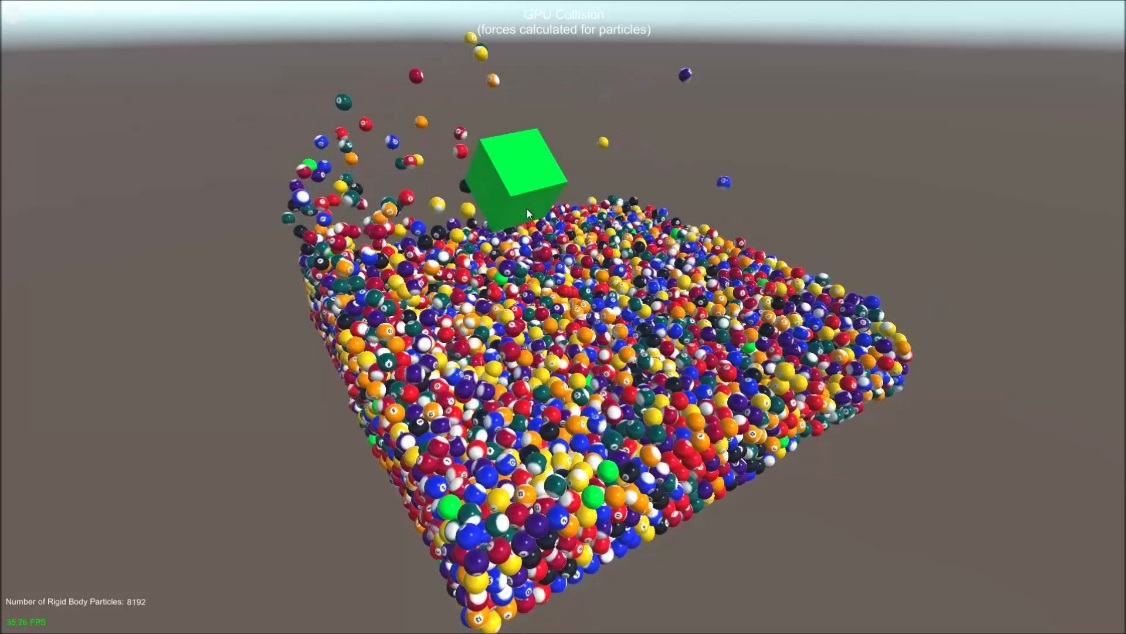 GPU Collision
(forces calculated for particles)
Number of Rigid Body Particles: 8192
35.26 FPS